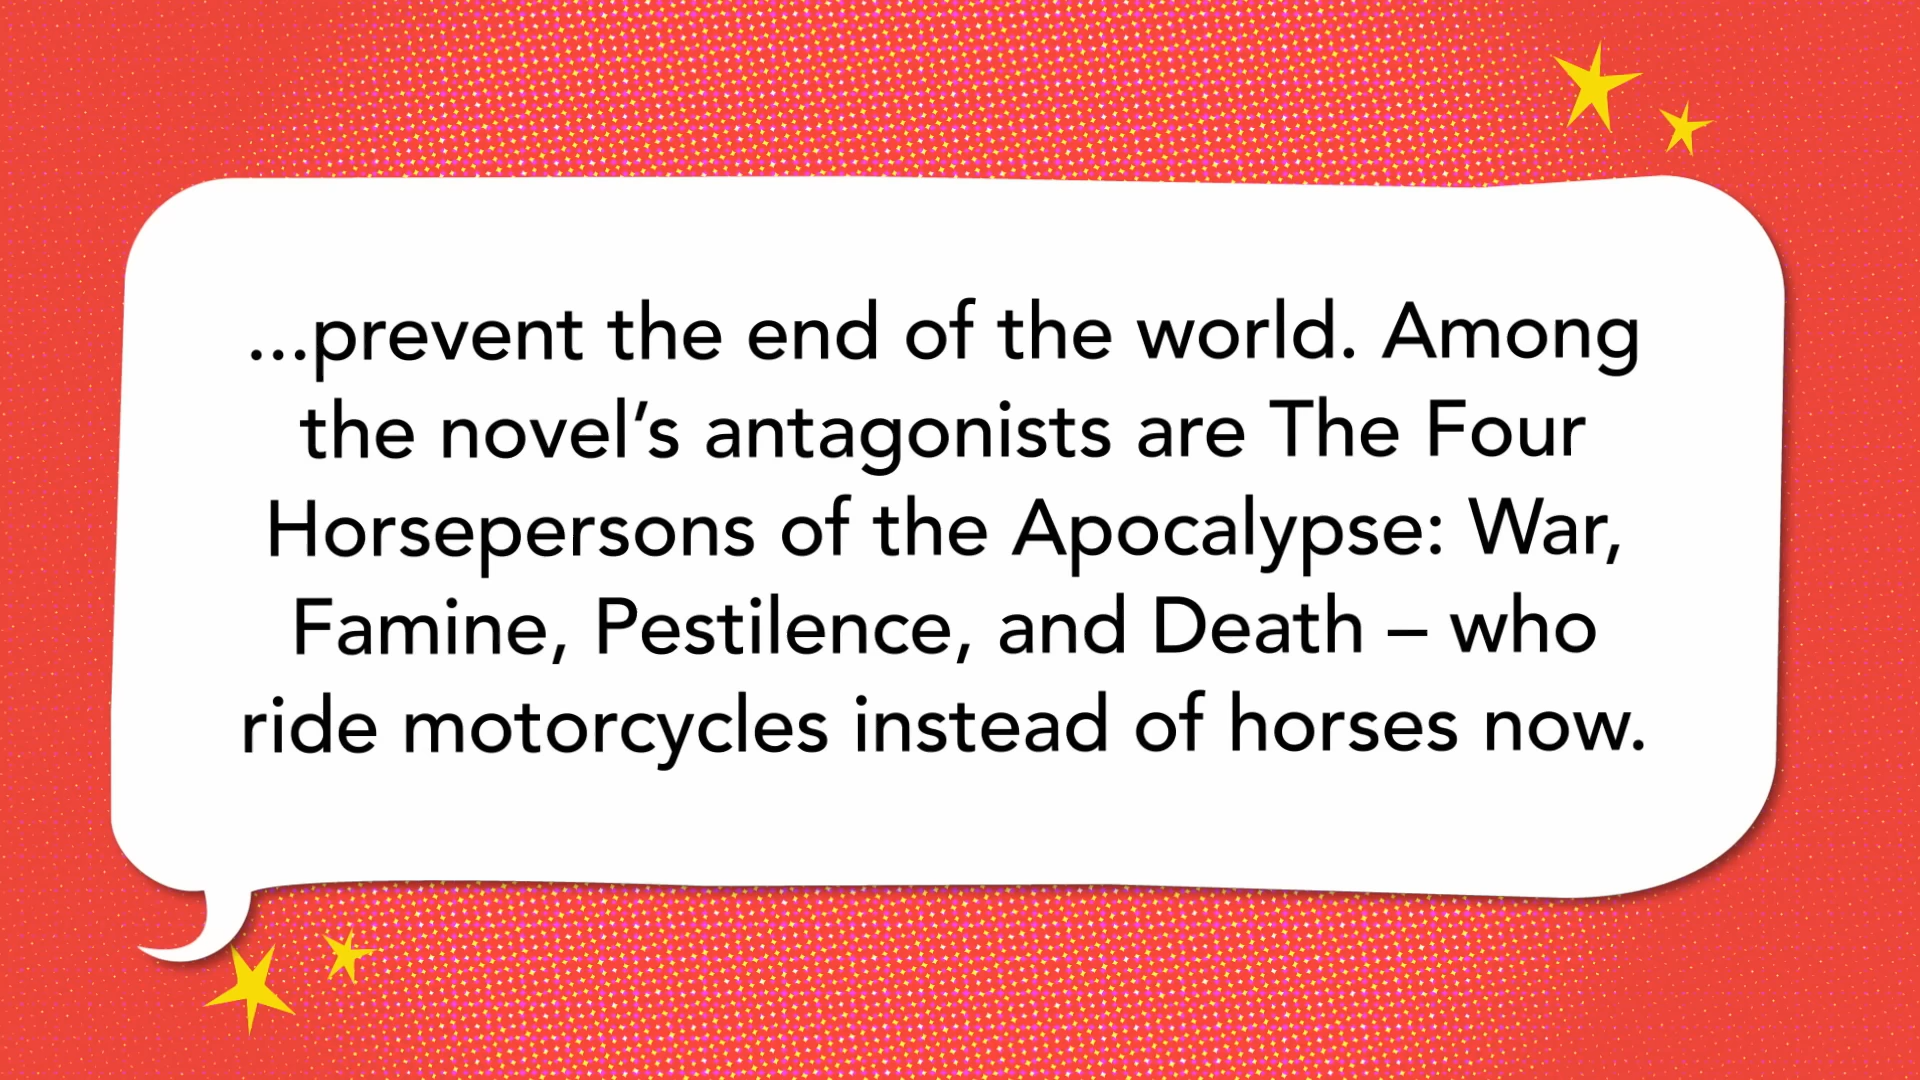 ...prevent the end of the world. Among
the novel’s antagonists are The Four
Horsepersons of the Apocalypse: War,
Famine, Pestilence, and Death – who
ride motorcycles instead of horses now.